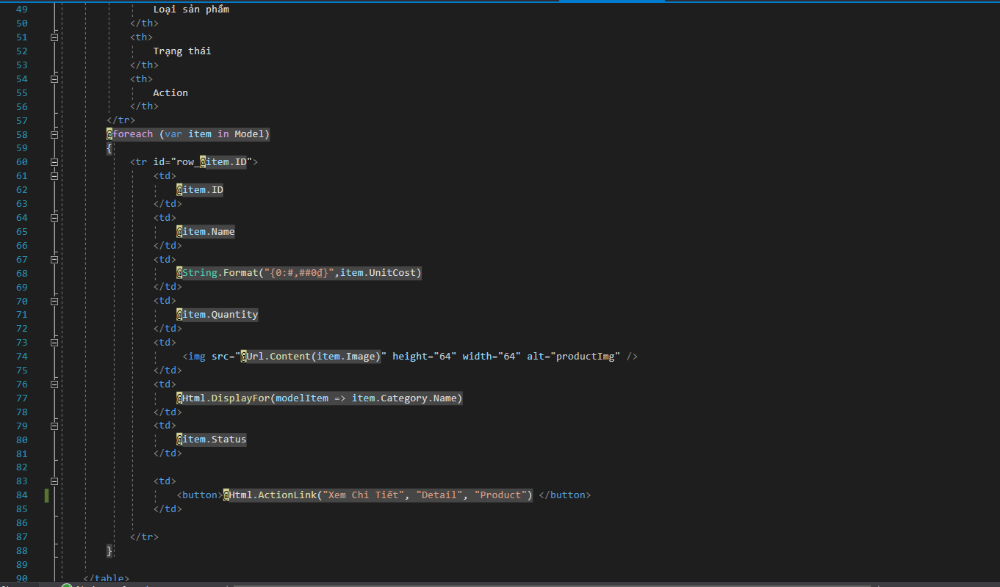 49 Loại sản phẩm
50 </th>
51 <th>
52 Trạng thái
53 </th>
54 <th>
55 Action
56 </th>
57 </tr>
58 @foreach (var item in Model)
59 {
60 <tr id="row_@item.ID">
61 <td>
62 @item.ID
63 </td>
64 <td>
65 @item.Name
66 </td>
67 <td>
68 @String.Format("{0:#,##0₫}",item.UnitCost)
69 </td>
70 <td>
71 @item.Quantity
72 </td>
73 <td>
74 <img src="@Url.Content(item.Image)" height="64" width="64" alt="productImg" />
75 </td>
76 <td>
77 @Html.DisplayFor(modelItem => item.Category.Name)
78 </td>
79 <td>
80 @item.Status
81 </td>
82
83 <td>
84 <button>@Html.ActionLink("Xem Chi Tiết", "Detail", "Product") </button>
85 </td>
86
87 </tr>
88 }
89
90 </table>